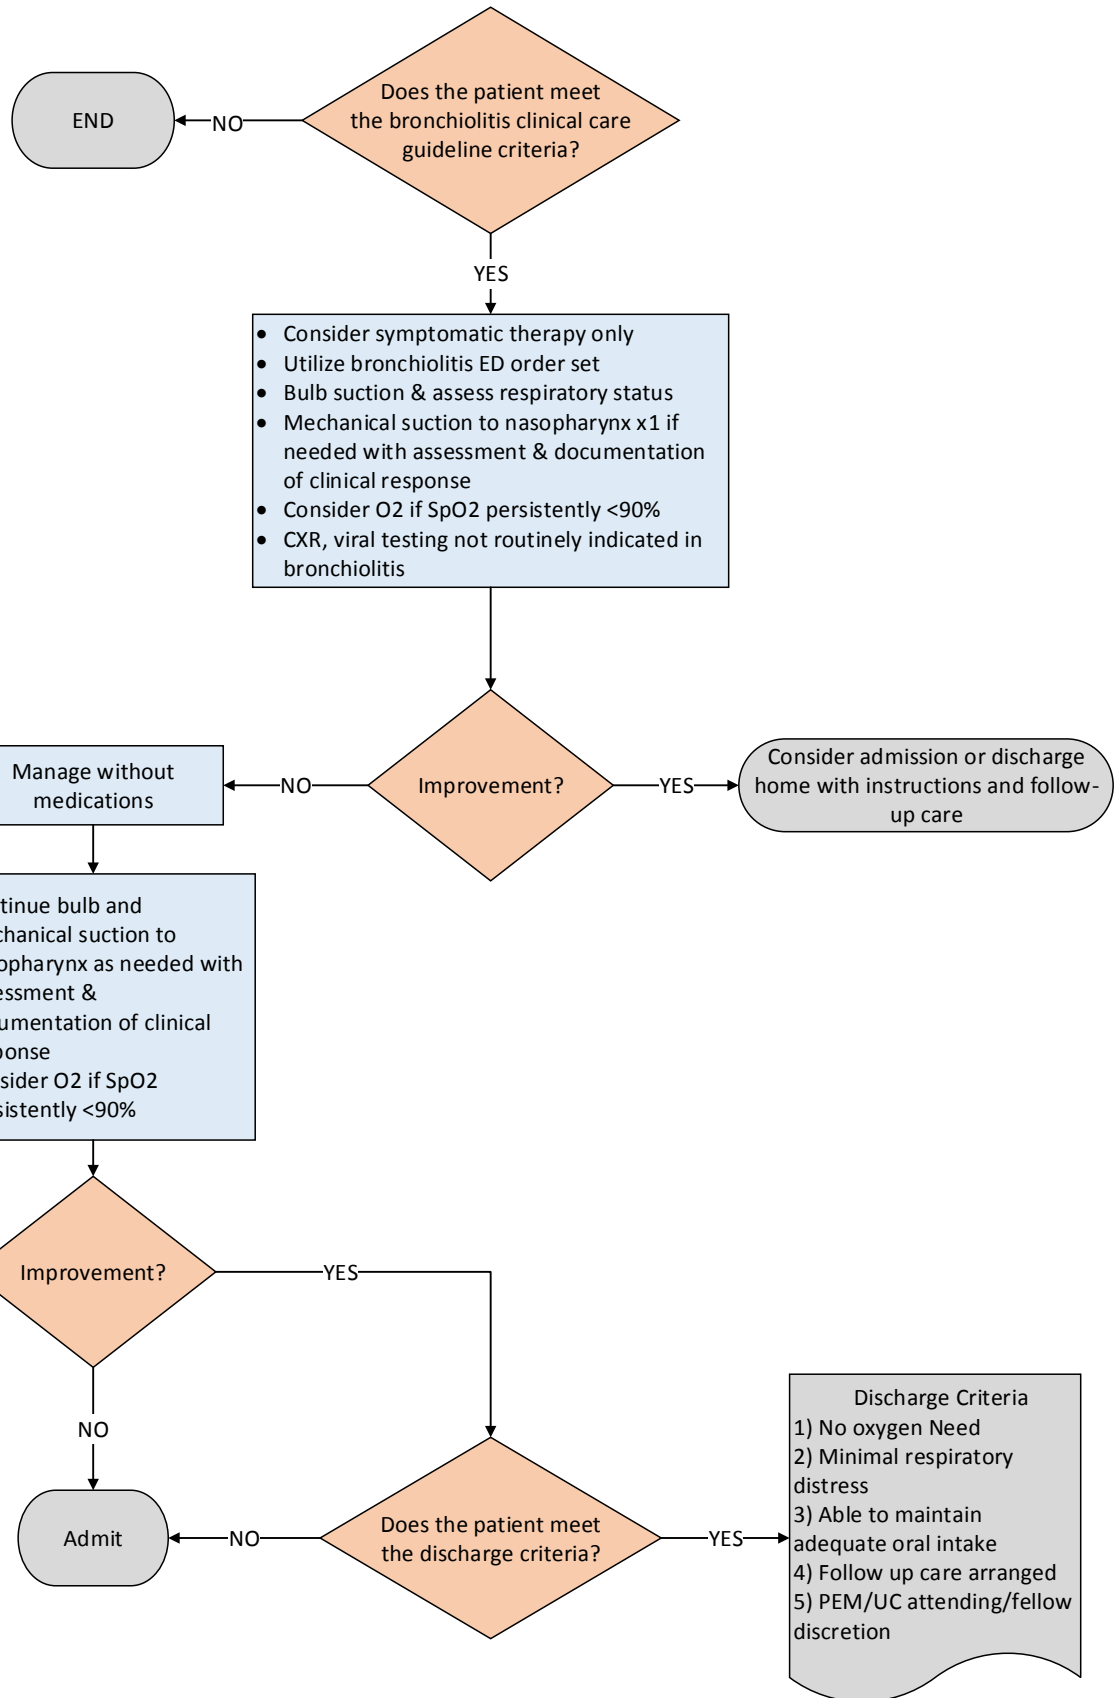 Does the patient meet
the bronchiolitis clinical care
guideline criteria?
NO
END
YES
• Consider symptomatic therapy only
• Utilize bronchiolitis ED order set
• Bulb suction & assess respiratory status
• Mechanical suction to nasopharynx x1 if
needed with assessment & documentation
of clinical response
• Consider O2 if SpO2 persistently <90%
• CXR, viral testing not routinely indicated in
bronchiolitis
Improvement?
YES
Consider admission or discharge
home with instructions and follow-
up care
NO
Manage without
medications
tinue bulb and
chanical suction to
opharynx as needed with
essment &
umentation of clinical
ponse
sider O2 if SpO2
sistently <90%
Improvement?
YES
NO
Admit
Does the patient meet
the discharge criteria?
NO
YES
Discharge Criteria
1) No oxygen Need
2) Minimal respiratory
distress
3) Able to maintain
adequate oral intake
4) Follow up care arranged
5) PEM/UC attending/fellow
discretion